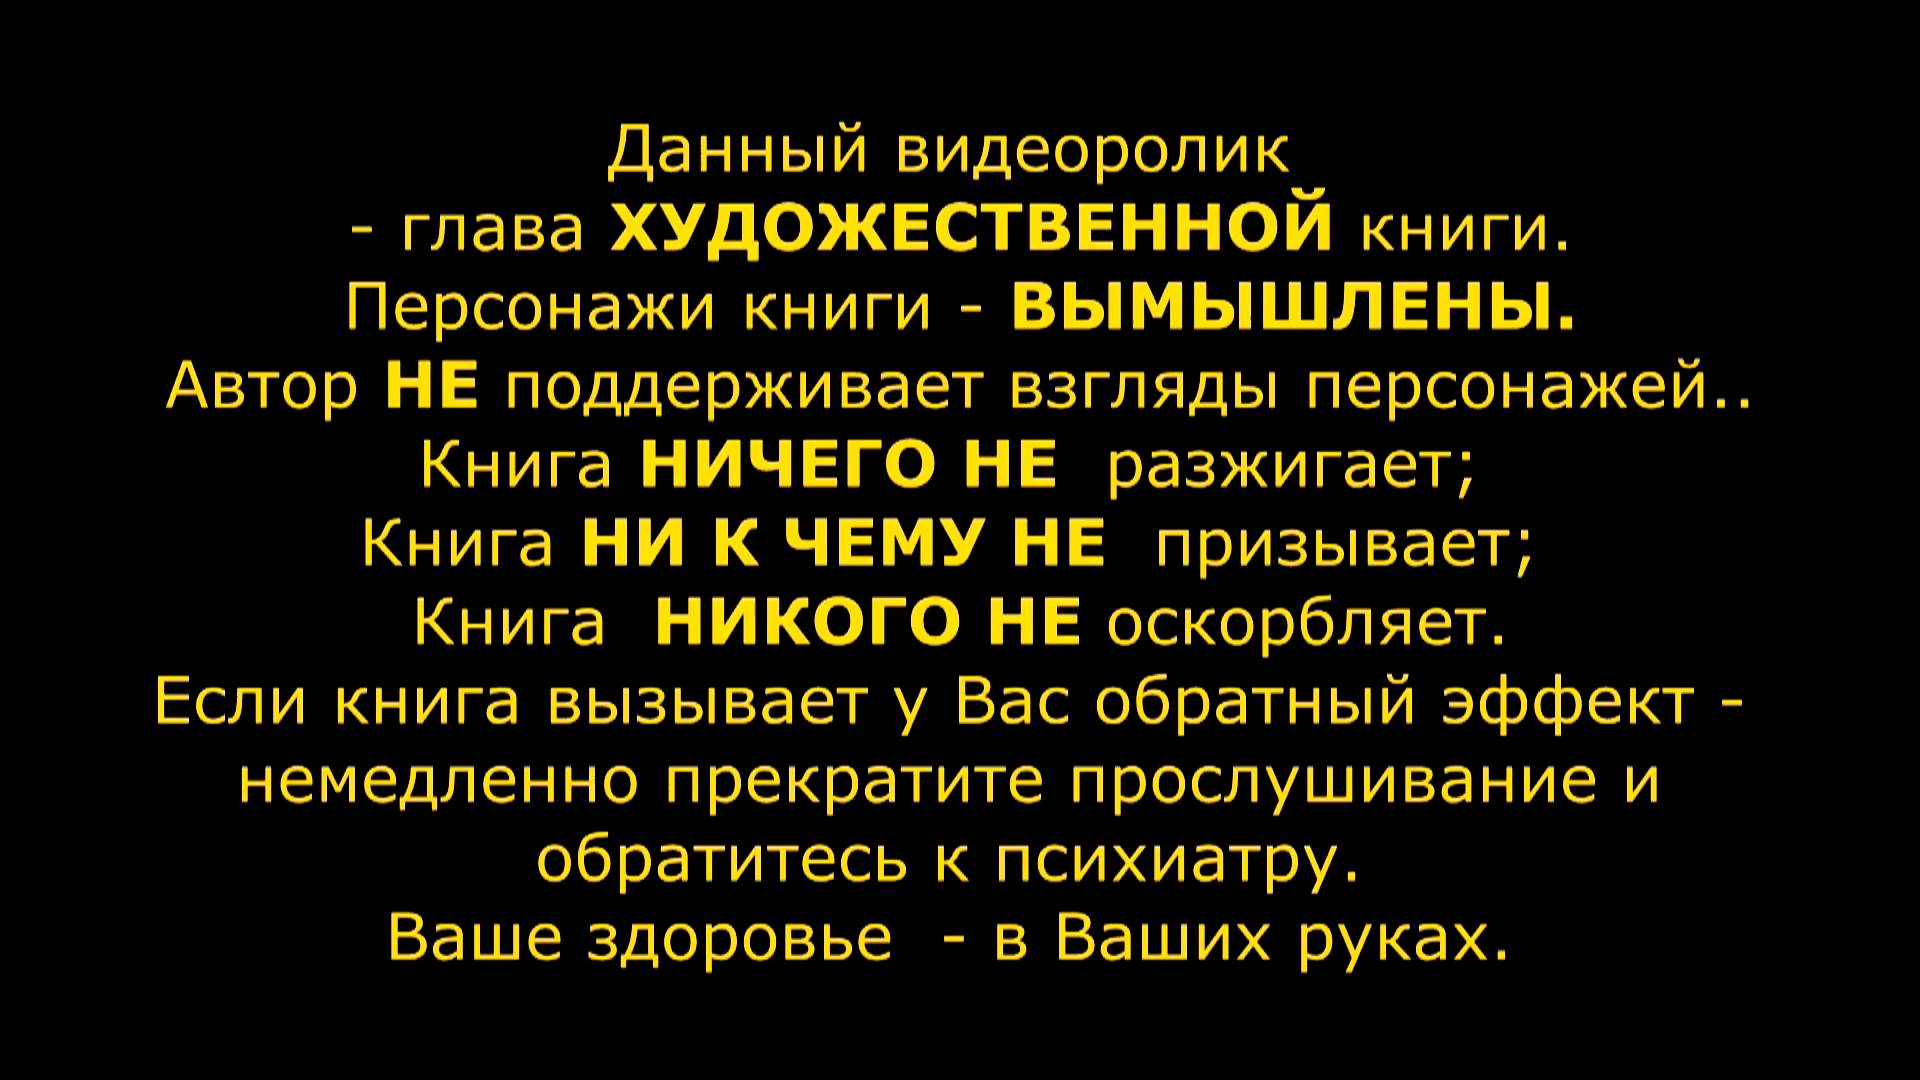 Данный видеоролик
- глава ХУДОЖЕСТВЕННОЙ книги.
Персонажи книги - ВЫМЫШЛЕНЫ.
Автор НЕ поддерживает взгляды персонажей..
Книга НИЧЕГО НЕ  разжигает;
Книга НИ К ЧЕМУ НЕ  призывает;
Книга  НИКОГО НЕ оскорбляет.
Если книга вызывает у Вас обратный эффект -
немедленно прекратите прослушивание и
обратитесь к психиатру.
Ваше здоровье  - в Ваших руках.